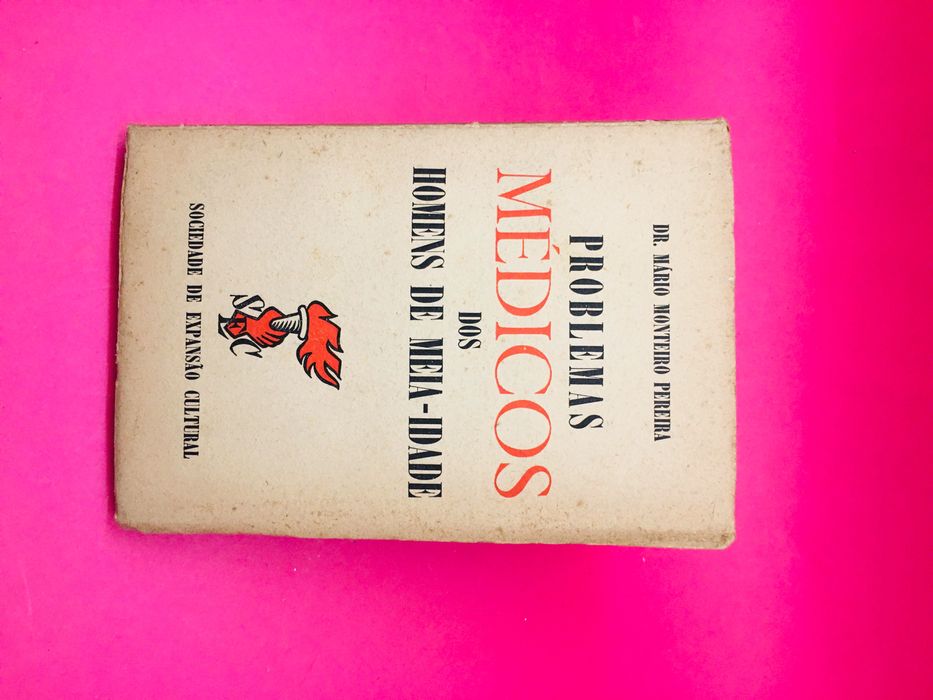 DR. MÁRIO MONTEIRO PEREIRA
PROBLEMAS
MÉDICOS
DOS
HOMENS DE MEIA-IDADE
SEC
SOCIEDADE DE EXPANSÃO CULTURAL